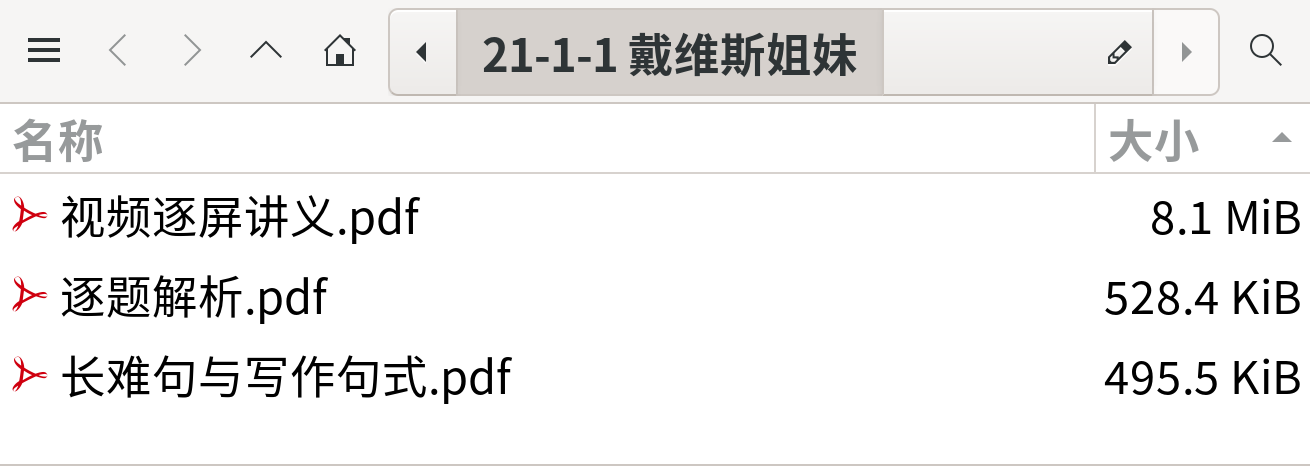 21-1-1 戴维斯姐妹
名称 大小
视频逐屏讲义.pdf 8.1 MiB
逐题解析.pdf 528.4 KiB
长难句与写作句式.pdf 495.5 KiB